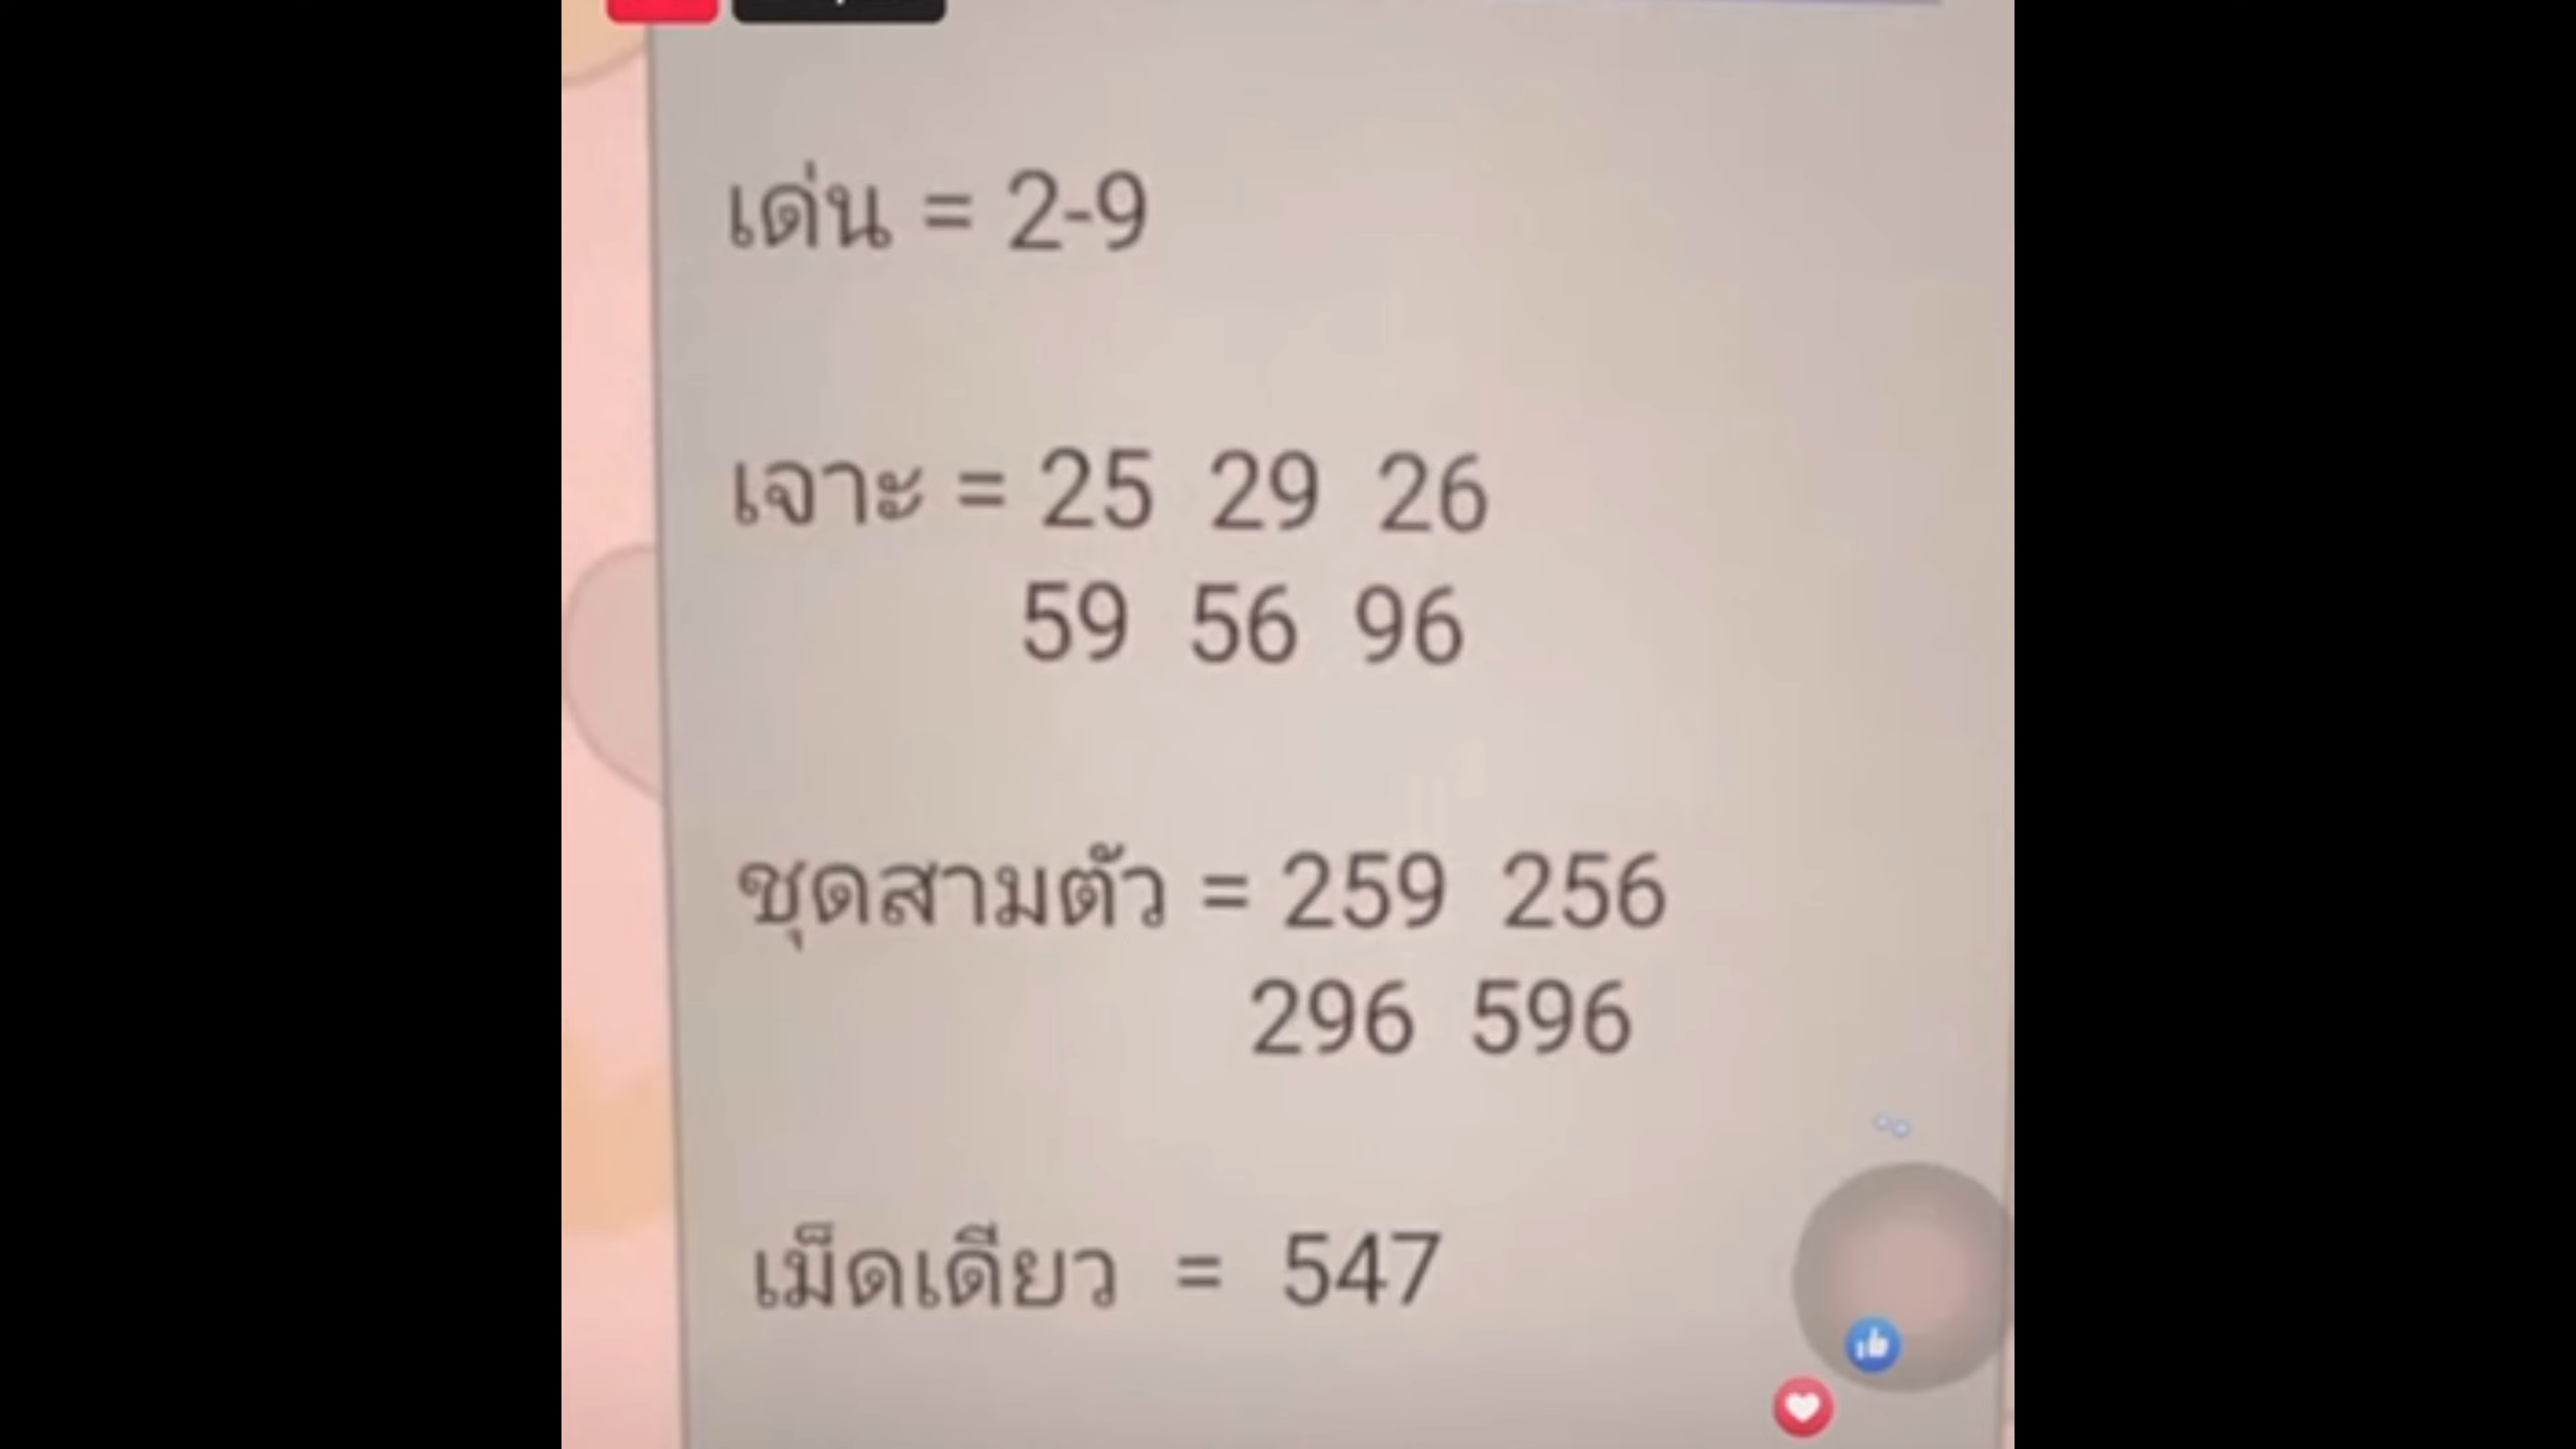 เด่น = 2-9
เจาะ = 25 29 26
59 56 96
ชุดสามตัว = 259 256
296 596
เม็ดเดียว = 547